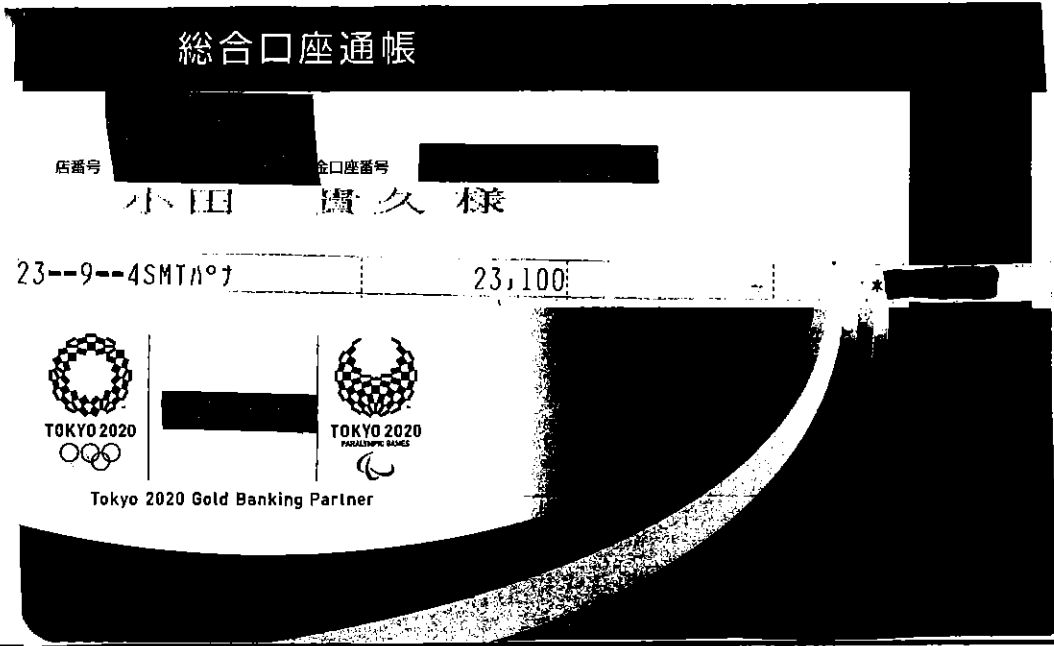 総合口座通帳
店番号 金口座番号
小田 貴久 様
23--9--4SMTパナ 23,100 *
TOKYO 2020 TOKYO 2020
PARALYMPIC GAMES
Tokyo 2020 Gold Banking Partner